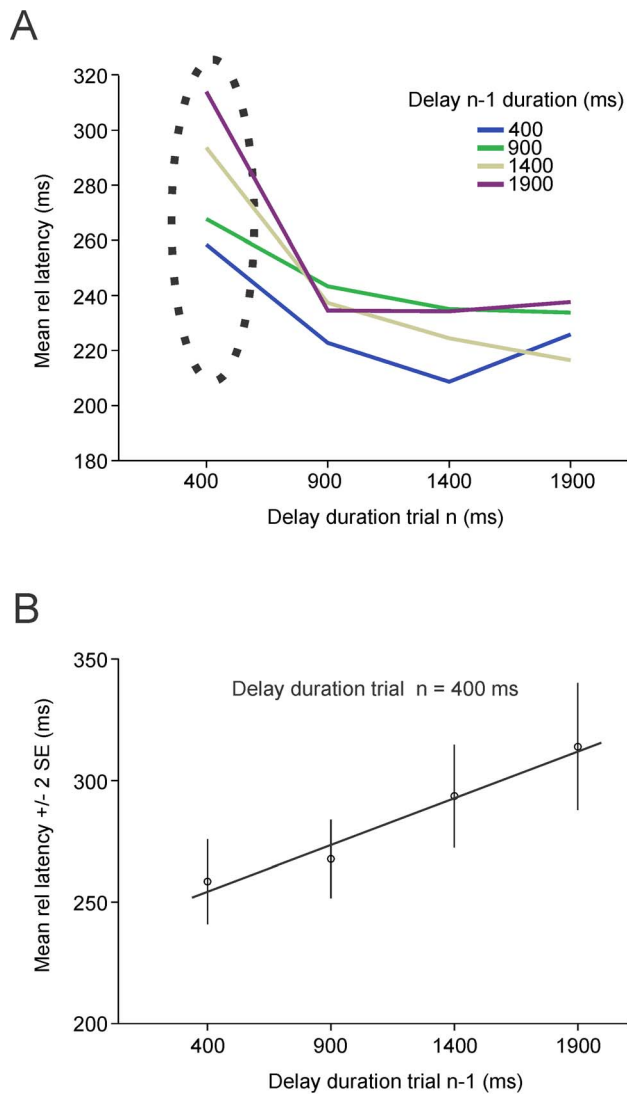 A
Mean rel latency (ms)
320
300
280
260
240
220
200
180
Delay n-1 duration (ms)
400
900
1400
1900
400 900 1400 1900
Delay duration trial n (ms)
B
Mean rel latency +/- 2 SE (ms)
350
300
250
200
Delay duration trial n = 400 ms
400 900 1400 1900
Delay duration trial n-1 (ms)